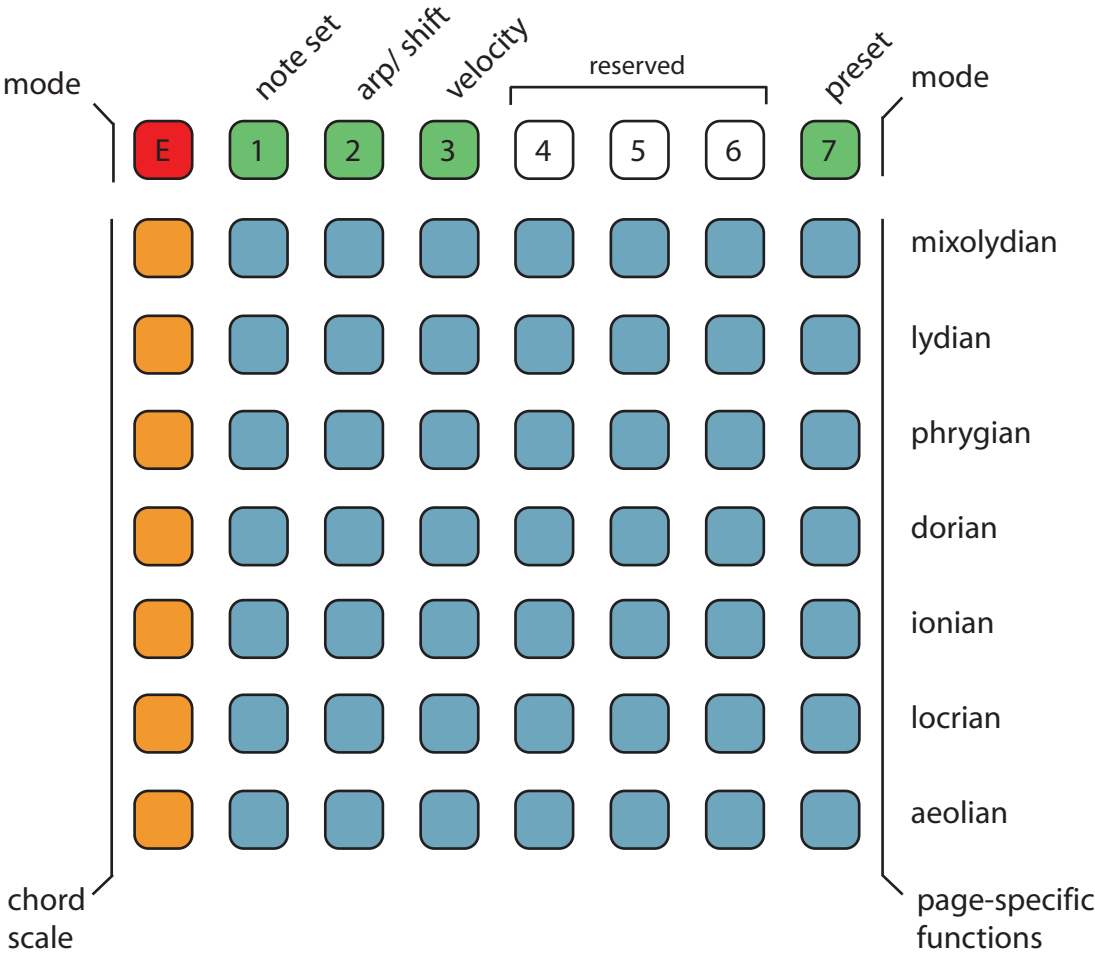 note set
arp/ shift
velocity
reserved
preset
mode
mode
E
1
2
3
4
5
6
7
mixolydian
lydian
phrygian
dorian
ionian
locrian
aeolian
chord
scale
page-specific
functions